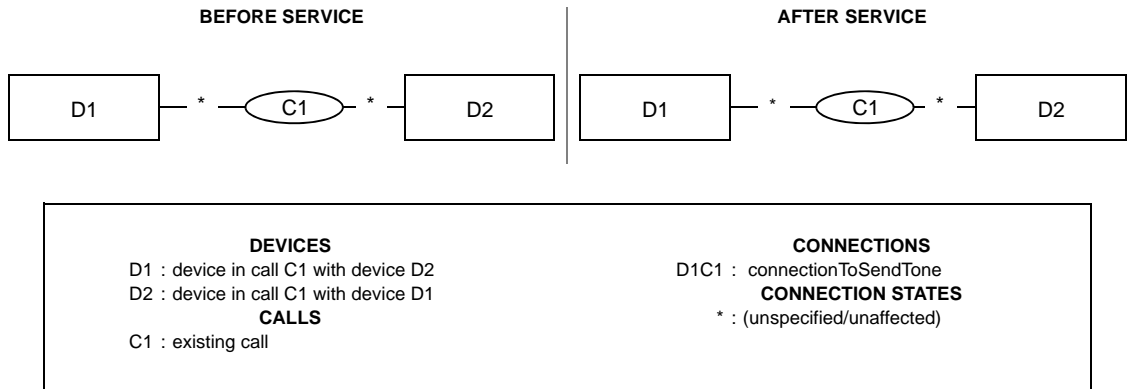 BEFORE SERVICE
AFTER SERVICE
D1 * C1 * D2
D1 * C1 * D2
DEVICES
D1 : device in call C1 with device D2
D2 : device in call C1 with device D1
CALLS
C1 : existing call
CONNECTIONS
D1C1 : connectionToSendTone
CONNECTION STATES
* : (unspecified/unaffected)